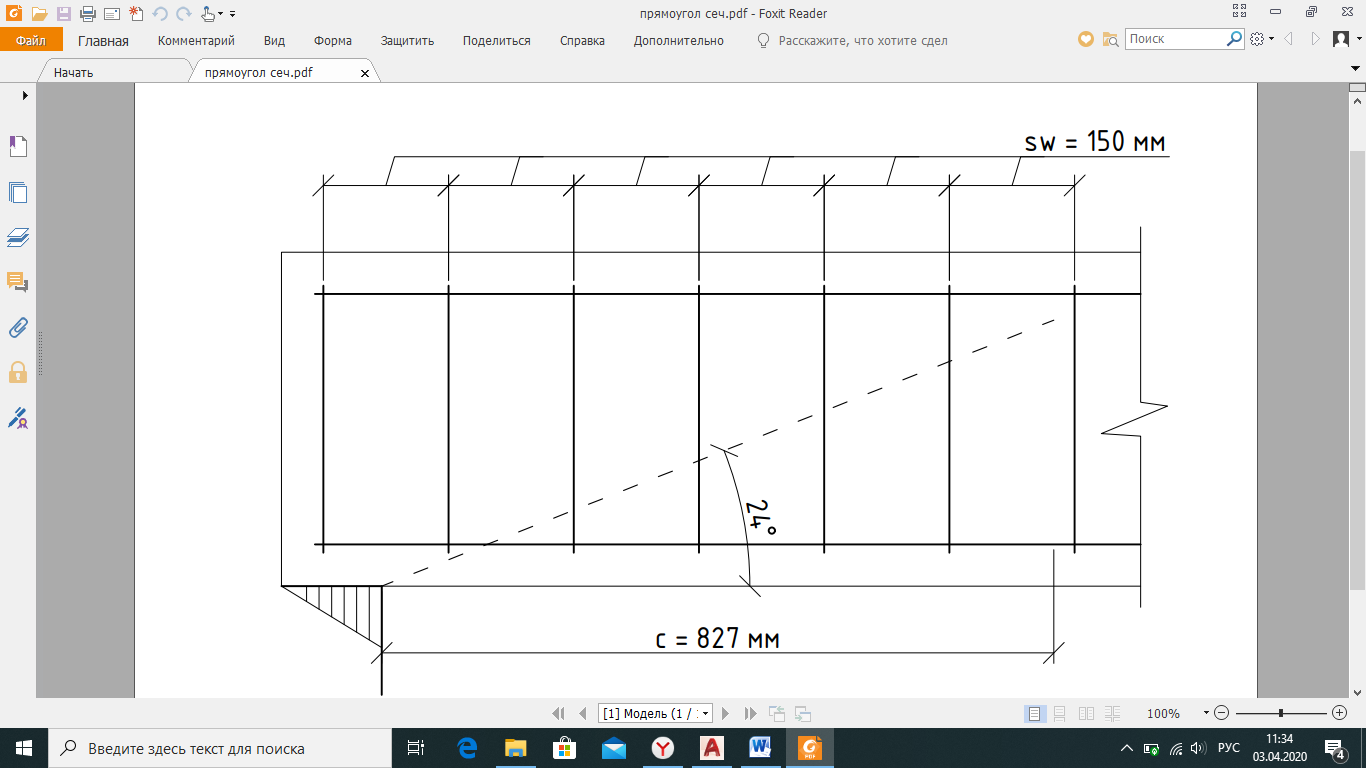 прямоугол сеч.pdf - Foxit Reader
Файл Главная Комментарий Вид Форма Защитить Поделиться Справка Дополнительно Расскажите, что хотите сдел Поиск
Начать прямоугол сеч.pdf
sw = 150 мм
24°
c = 827 мм
[1] Модель (1 / 100%
Введите здесь текст для поиска РУС 11:34
03.04.2020 4